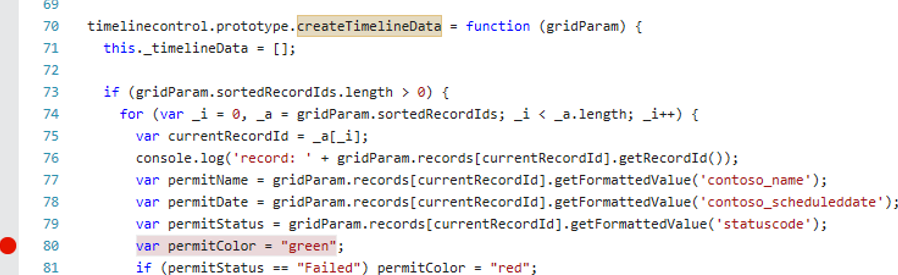 69
70 timelinecontrol.prototype.createTimelineData = function (gridParam) {
71 this._timelineData = [];
72
73 if (gridParam.sortedRecordIds.length > 0) {
74 for (var _i = 0, _a = gridParam.sortedRecordIds; _i < _a.length; _i++) {
75 var currentRecordId = _a[_i];
76 console.log('record: ' + gridParam.records[currentRecordId].getRecordId());
77 var permitName = gridParam.records[currentRecordId].getFormattedValue('contoso_name');
78 var permitDate = gridParam.records[currentRecordId].getFormattedValue('contoso_scheduleddate');
79 var permitStatus = gridParam.records[currentRecordId].getFormattedValue('statuscode');
80 var permitColor = "green";
81 if (permitStatus == "Failed") permitColor = "red";